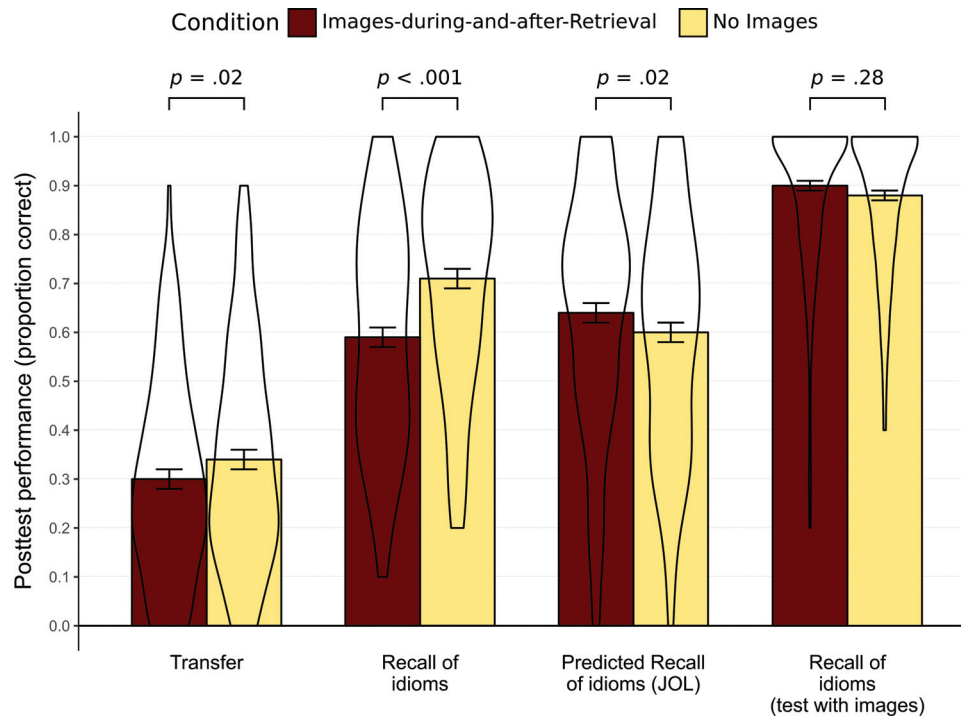 Condition Images-during-and-after-Retrieval No Images
p = .02 p < .001 p = .02 p = .28
Posttest performance (proportion correct)
1.0
0.9
0.8
0.7
0.6
0.5
0.4
0.3
0.2
0.1
0.0
Transfer
Recall of
idioms
Predicted Recall
of idioms (JOL)
Recall of
idioms
(test with images)